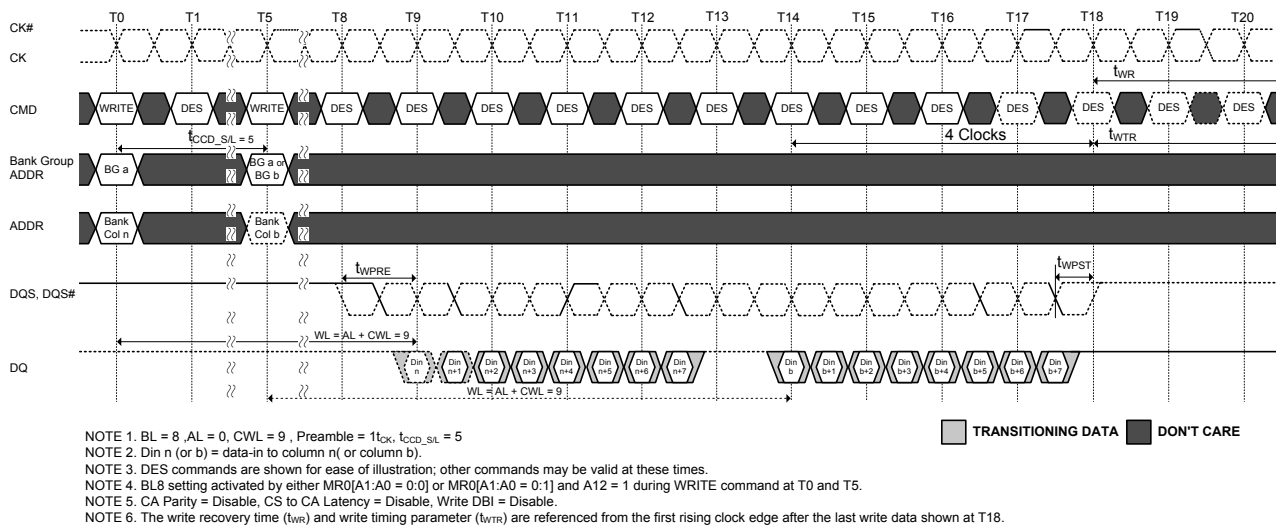 T0 T1 T5 T8 T9 T10 T11 T12 T13 T14 T15 T16 T17 T18 T19 T20
CK#
CK
tWR
CMD WRITE DES WRITE DES DES DES DES DES DES DES DES DES DES DES DES DES
tCCD_S/L = 5
4 Clocks
tWTR
Bank Group
ADDR
BG a
BG a or
BG b
ADDR
Bank
Col n
Bank
Col b
tWPRE
tWPST
DQS, DQS#
WL = AL + CWL = 9
DQ
Din
n
Din
n+1
Din
n+2
Din
n+3
Din
n+4
Din
n+5
Din
n+6
Din
n+7
Din
b
Din
b+1
Din
b+2
Din
b+3
Din
b+4
Din
b+5
Din
b+6
Din
b+7
WL = AL + CWL = 9
TRANSITIONING DATA DON'T CARE
NOTE 1. BL = 8 ,AL = 0, CWL = 9 , Preamble = 1tCK, tCCD_S/L = 5
NOTE 2. Din n (or b) = data-in to column n( or column b).
NOTE 3. DES commands are shown for ease of illustration; other commands may be valid at these times.
NOTE 4. BL8 setting activated by either MR0[A1:A0 = 0:0] or MR0[A1:A0 = 0:1] and A12 = 1 during WRITE command at T0 and T5.
NOTE 5. CA Parity = Disable, CS to CA Latency = Disable, Write DBI = Disable.
NOTE 6. The write recovery time (tWR) and write timing parameter (tWTR) are referenced from the first rising clock edge after the last write data shown at T18.